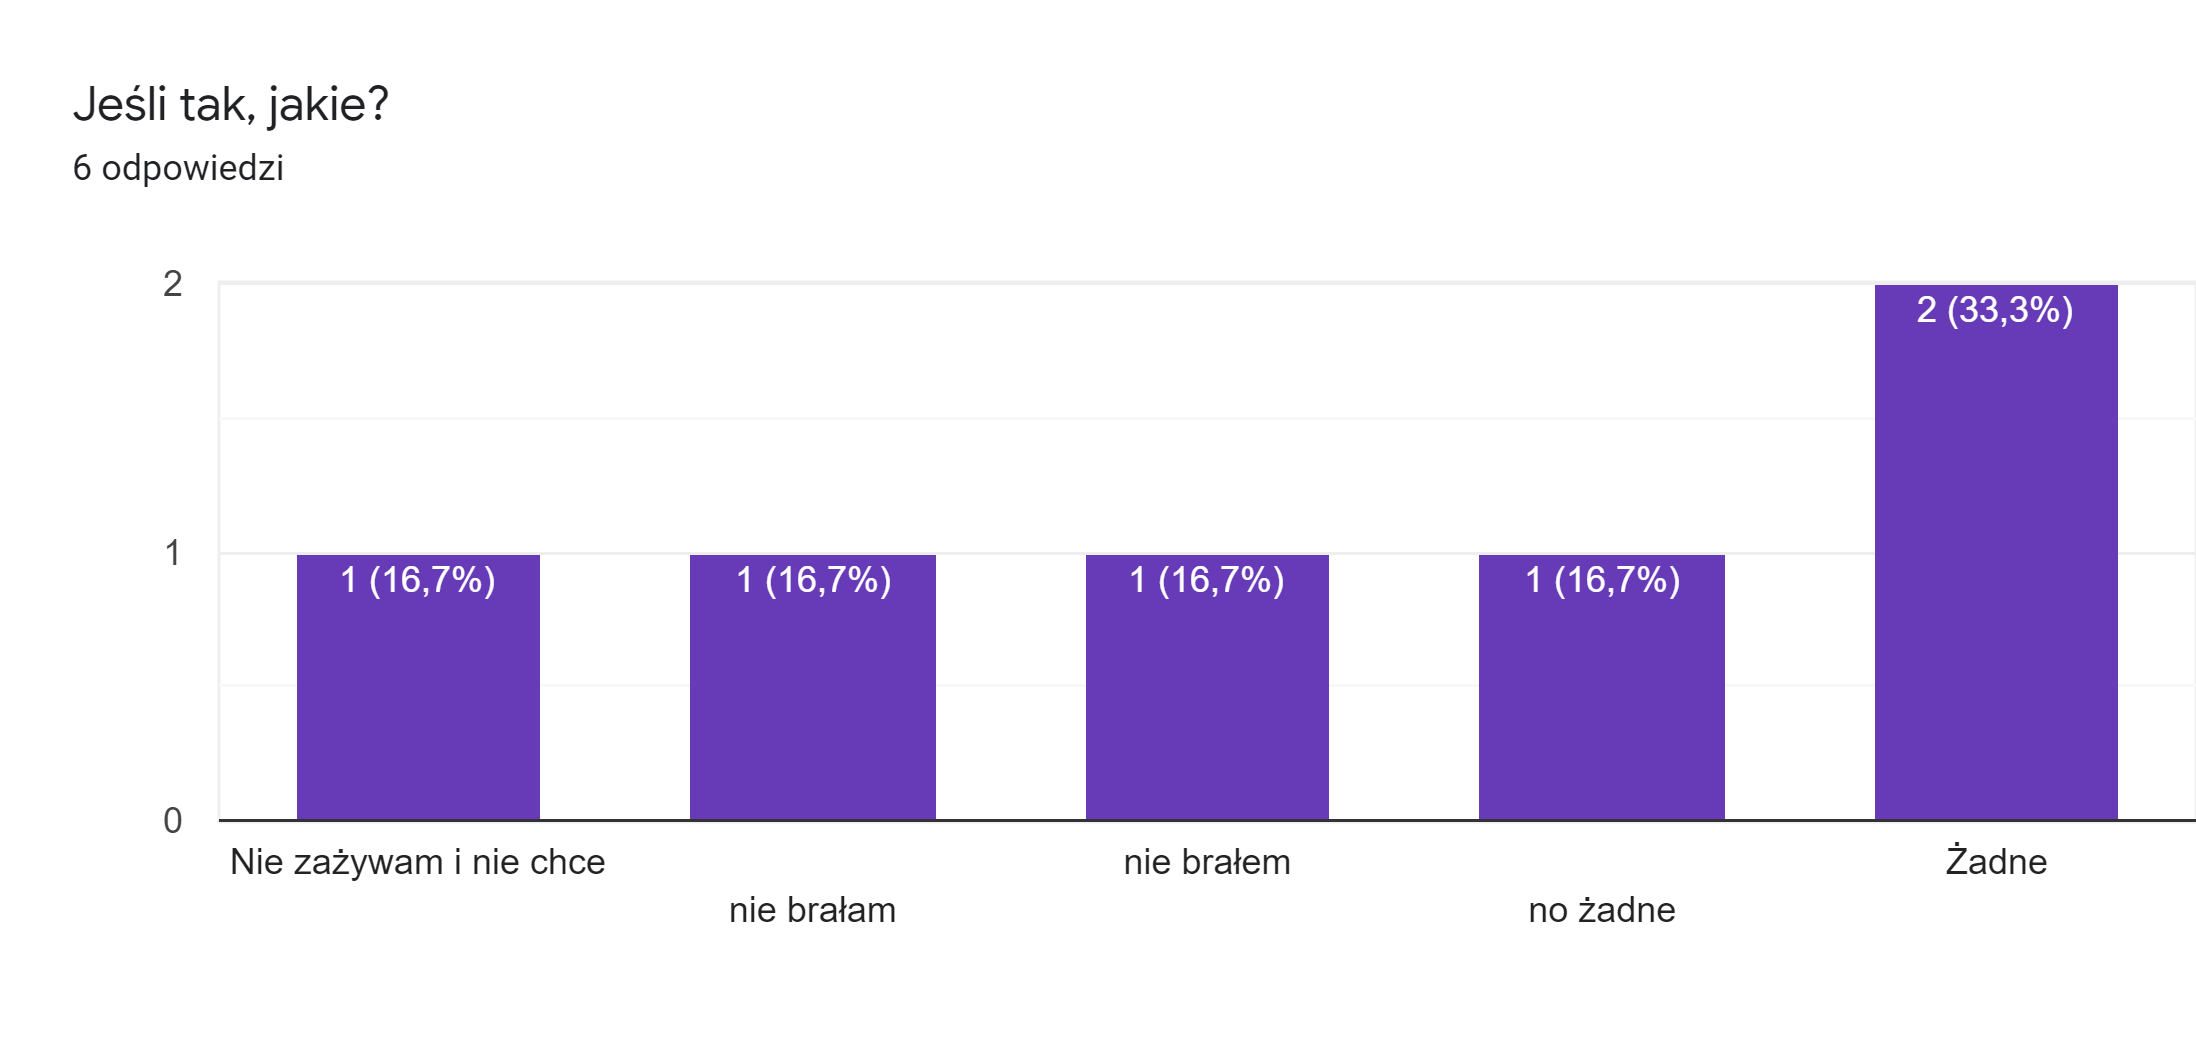 Jeśli tak, jakie?
6 odpowiedzi
2
2 (33,3%)
1
1 (16,7%)
1 (16,7%)
1 (16,7%)
1 (16,7%)
0
Nie zażywam i nie chce
nie brałam
nie brałem
no żadne
Żadne